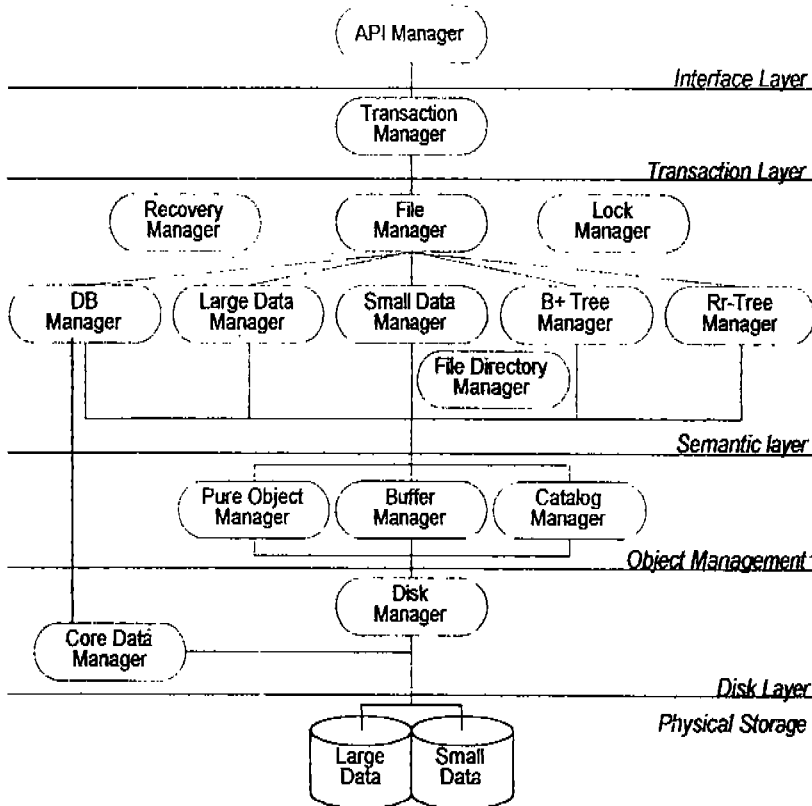 API Manager
Interface Layer
Transaction
Manager
Transaction Layer
Recovery
Manager
File
Manager
Lock
Manager
DB
Manager
Large Data
Manager
Small Data
Manager
B+ Tree
Manager
Rr-Tree
Manager
File Directory
Manager
Semantic layer
Pure Object
Manager
Buffer
Manager
Catalog
Manager
Object Management
Disk
Manager
Core Data
Manager
Disk Layer
Physical Storage
Large
Data
Small
Data